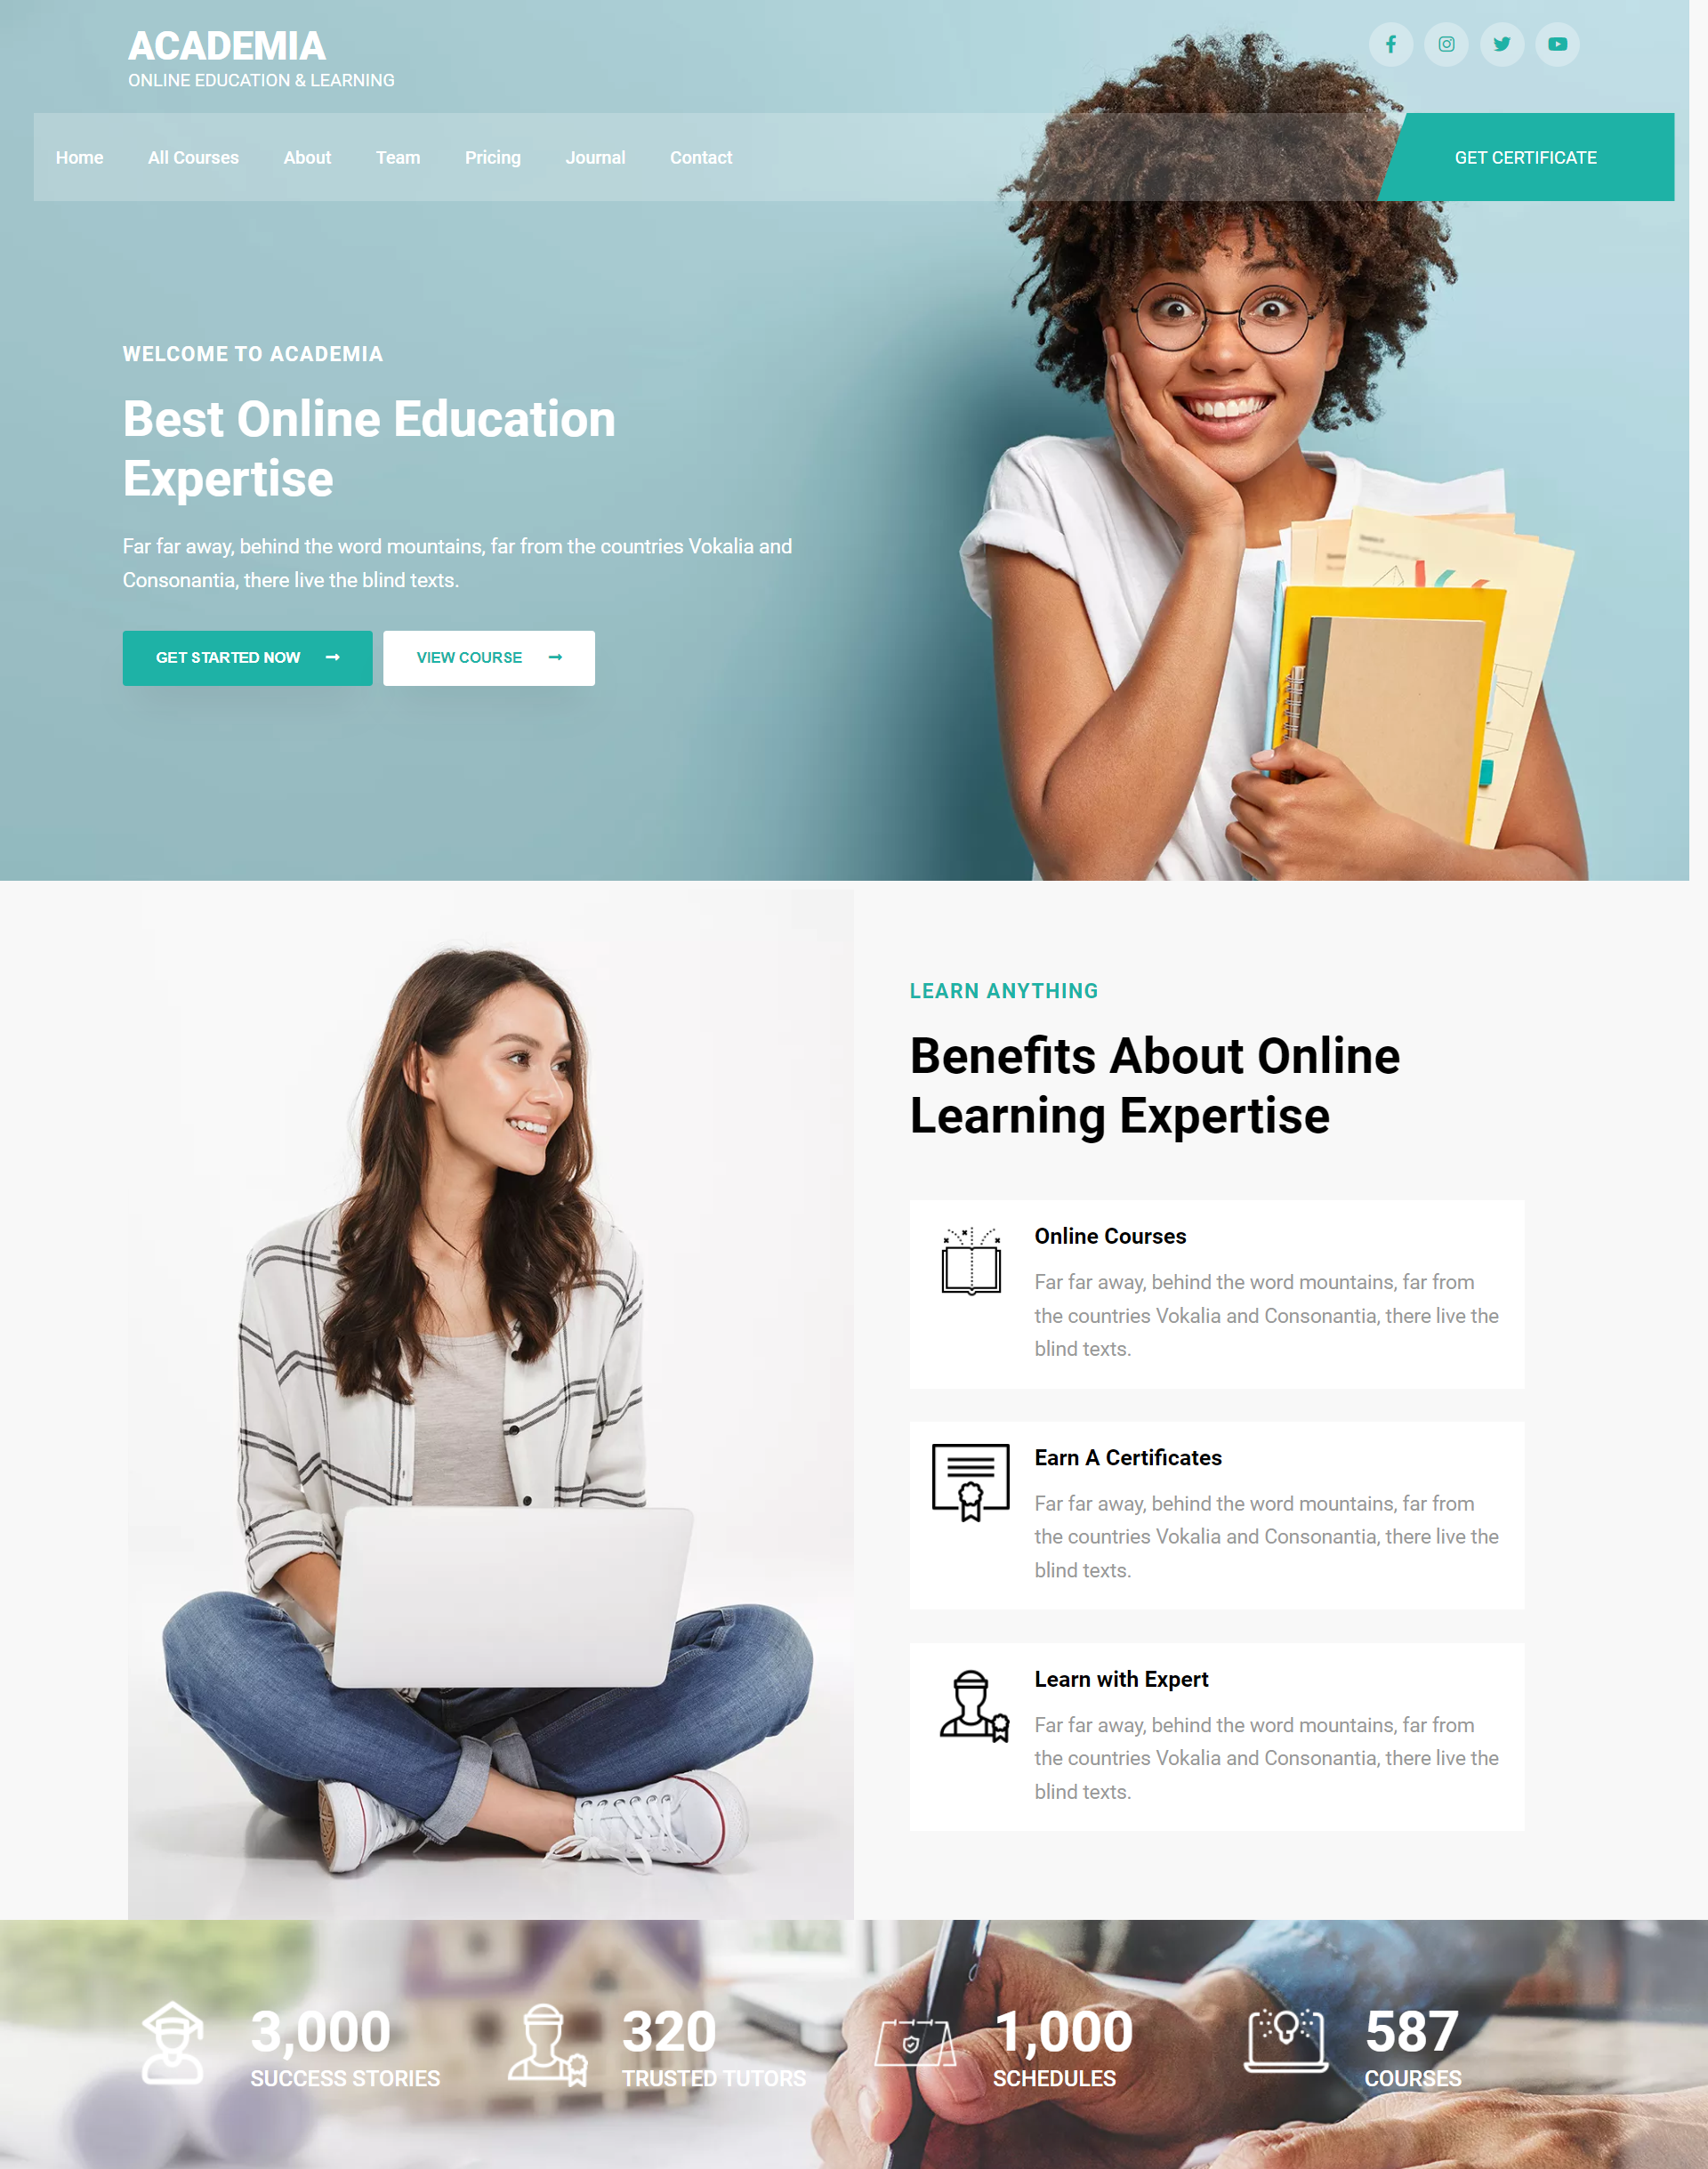 ACADEMIA
ONLINE EDUCATION & LEARNING
Home
All Courses
About
Team
Pricing
Journal
Contact
GET CERTIFICATE
WELCOME TO ACADEMIA
Best Online Education
Expertise
Far far away, behind the word mountains, far from the countries Vokalia and
Consonantia, there live the blind texts.
GET STARTED NOW
VIEW COURSE
LEARN ANYTHING
Benefits About Online
Learning Expertise
Online Courses
Far far away, behind the word mountains, far from
the countries Vokalia and Consonantia, there live the
blind texts.
Earn A Certificates
Far far away, behind the word mountains, far from
the countries Vokalia and Consonantia, there live the
blind texts.
Learn with Expert
Far far away, behind the word mountains, far from
the countries Vokalia and Consonantia, there live the
blind texts.
3,000
SUCCESS STORIES
320
TRUSTED TUTORS
1,000
SCHEDULES
587
COURSES